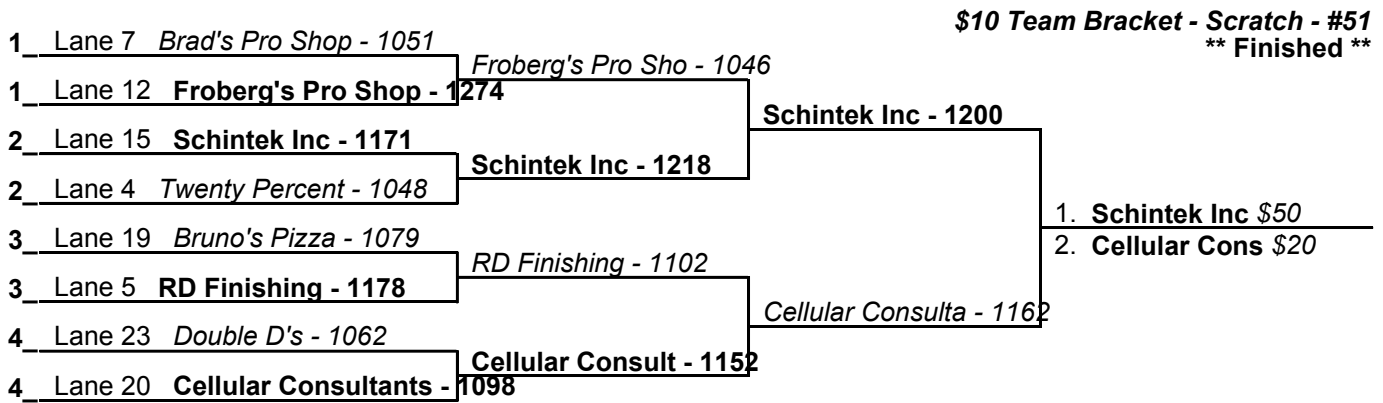 $10 Team Bracket - Scratch - #51
** Finished **
1_ Lane 7 Brad's Pro Shop - 1051
Froberg's Pro Sho - 1046
1_ Lane 12 Froberg's Pro Shop - 1274
Schintek Inc - 1200
2_ Lane 15 Schintek Inc - 1171
Schintek Inc - 1218
2_ Lane 4 Twenty Percent - 1048
1. Schintek Inc $50
3_ Lane 19 Bruno's Pizza - 1079
2. Cellular Cons $20
RD Finishing - 1102
3_ Lane 5 RD Finishing - 1178
Cellular Consulta - 1162
4_ Lane 23 Double D's - 1062
Cellular Consult - 1152
4_ Lane 20 Cellular Consultants - 1098